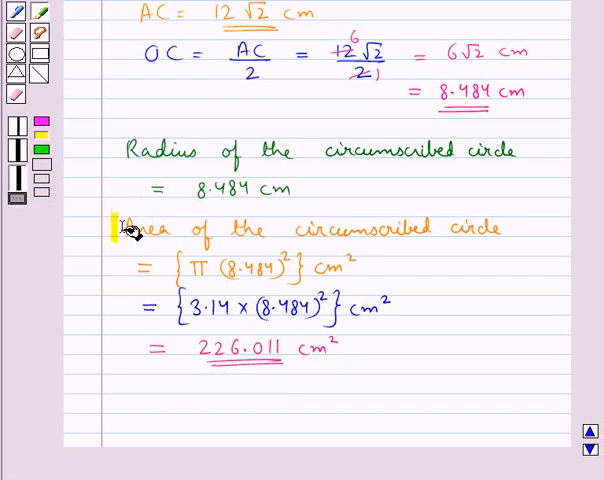 AC = 12√2 cm
OC = AC/2 = 12√2/2 = 6√2 cm
6 1
= 8.484 cm
Radius of the circumscribed circle
= 8.484 cm
Area of the circumscribed circle
= {π (8.484)²} cm²
= {3.14 × (8.484)²} cm²
= 226.011 cm²